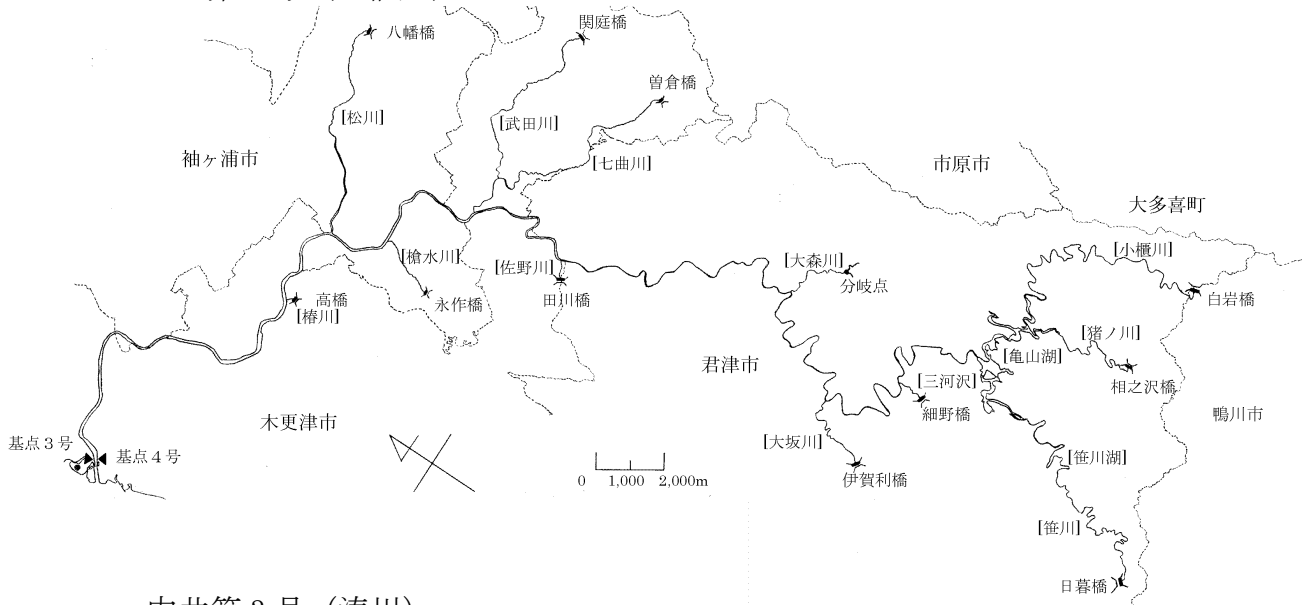 関庭橋
八幡橋
曽倉橋
[松川]
[武田川]
袖ヶ浦市
[七曲川]
市原市
大多喜町
[小櫃川]
[槍水川]
[佐野川]
[大森川]
分岐点
田川橋
永作橋
高橋
[椿川]
白岩橋
[猪ノ川]
[亀山湖]
君津市
[三河沢]
相之沢橋
細野橋
鴨川市
木更津市
基点3号
基点4号
[大坂川]
[笹川湖]
伊賀利橋
0 1,000 2,000m
[笹川]
日暮橋